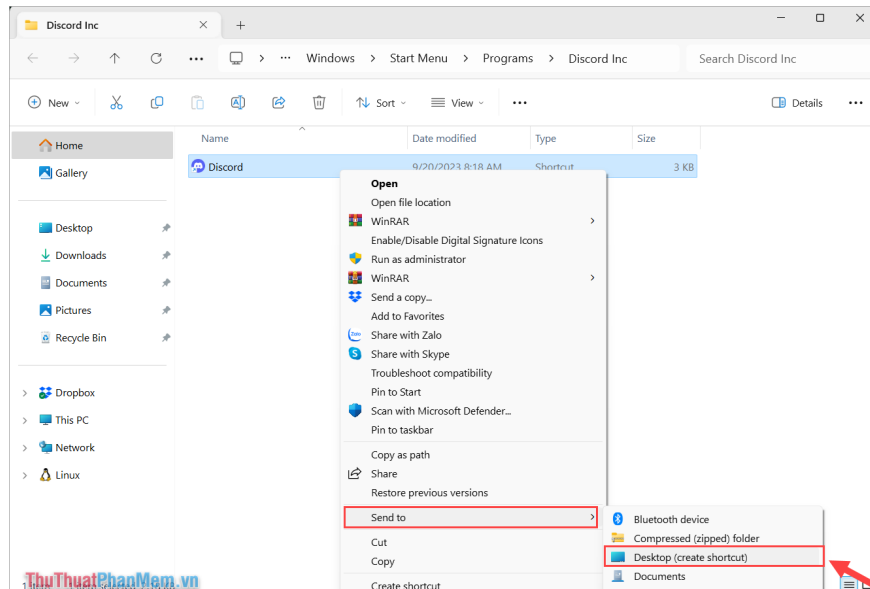 Discord Inc
Windows > Start Menu > Programs > Discord Inc
Search Discord Inc
New
Sort
View
Details
Name
Date modified
Type
Size
Home
Gallery
Desktop
Downloads
Documents
Pictures
Recycle Bin
Dropbox
This PC
Network
Linux
Discord
9/20/2023 8:18 AM
Shortcut
3 KB
Open
Open file location
WinRAR
Enable/Disable Digital Signature Icons
Run as administrator
WinRAR
Send a copy...
Add to Favorites
Zalo
Share with Zalo
Share with Skype
Troubleshoot compatibility
Pin to Start
Scan with Microsoft Defender...
Pin to taskbar
Copy as path
Share
Restore previous versions
Send to
Cut
Copy
Create shortcut
Bluetooth device
Compressed (zipped) folder
Desktop (create shortcut)
Documents
ThuThuatPhanMem.vn